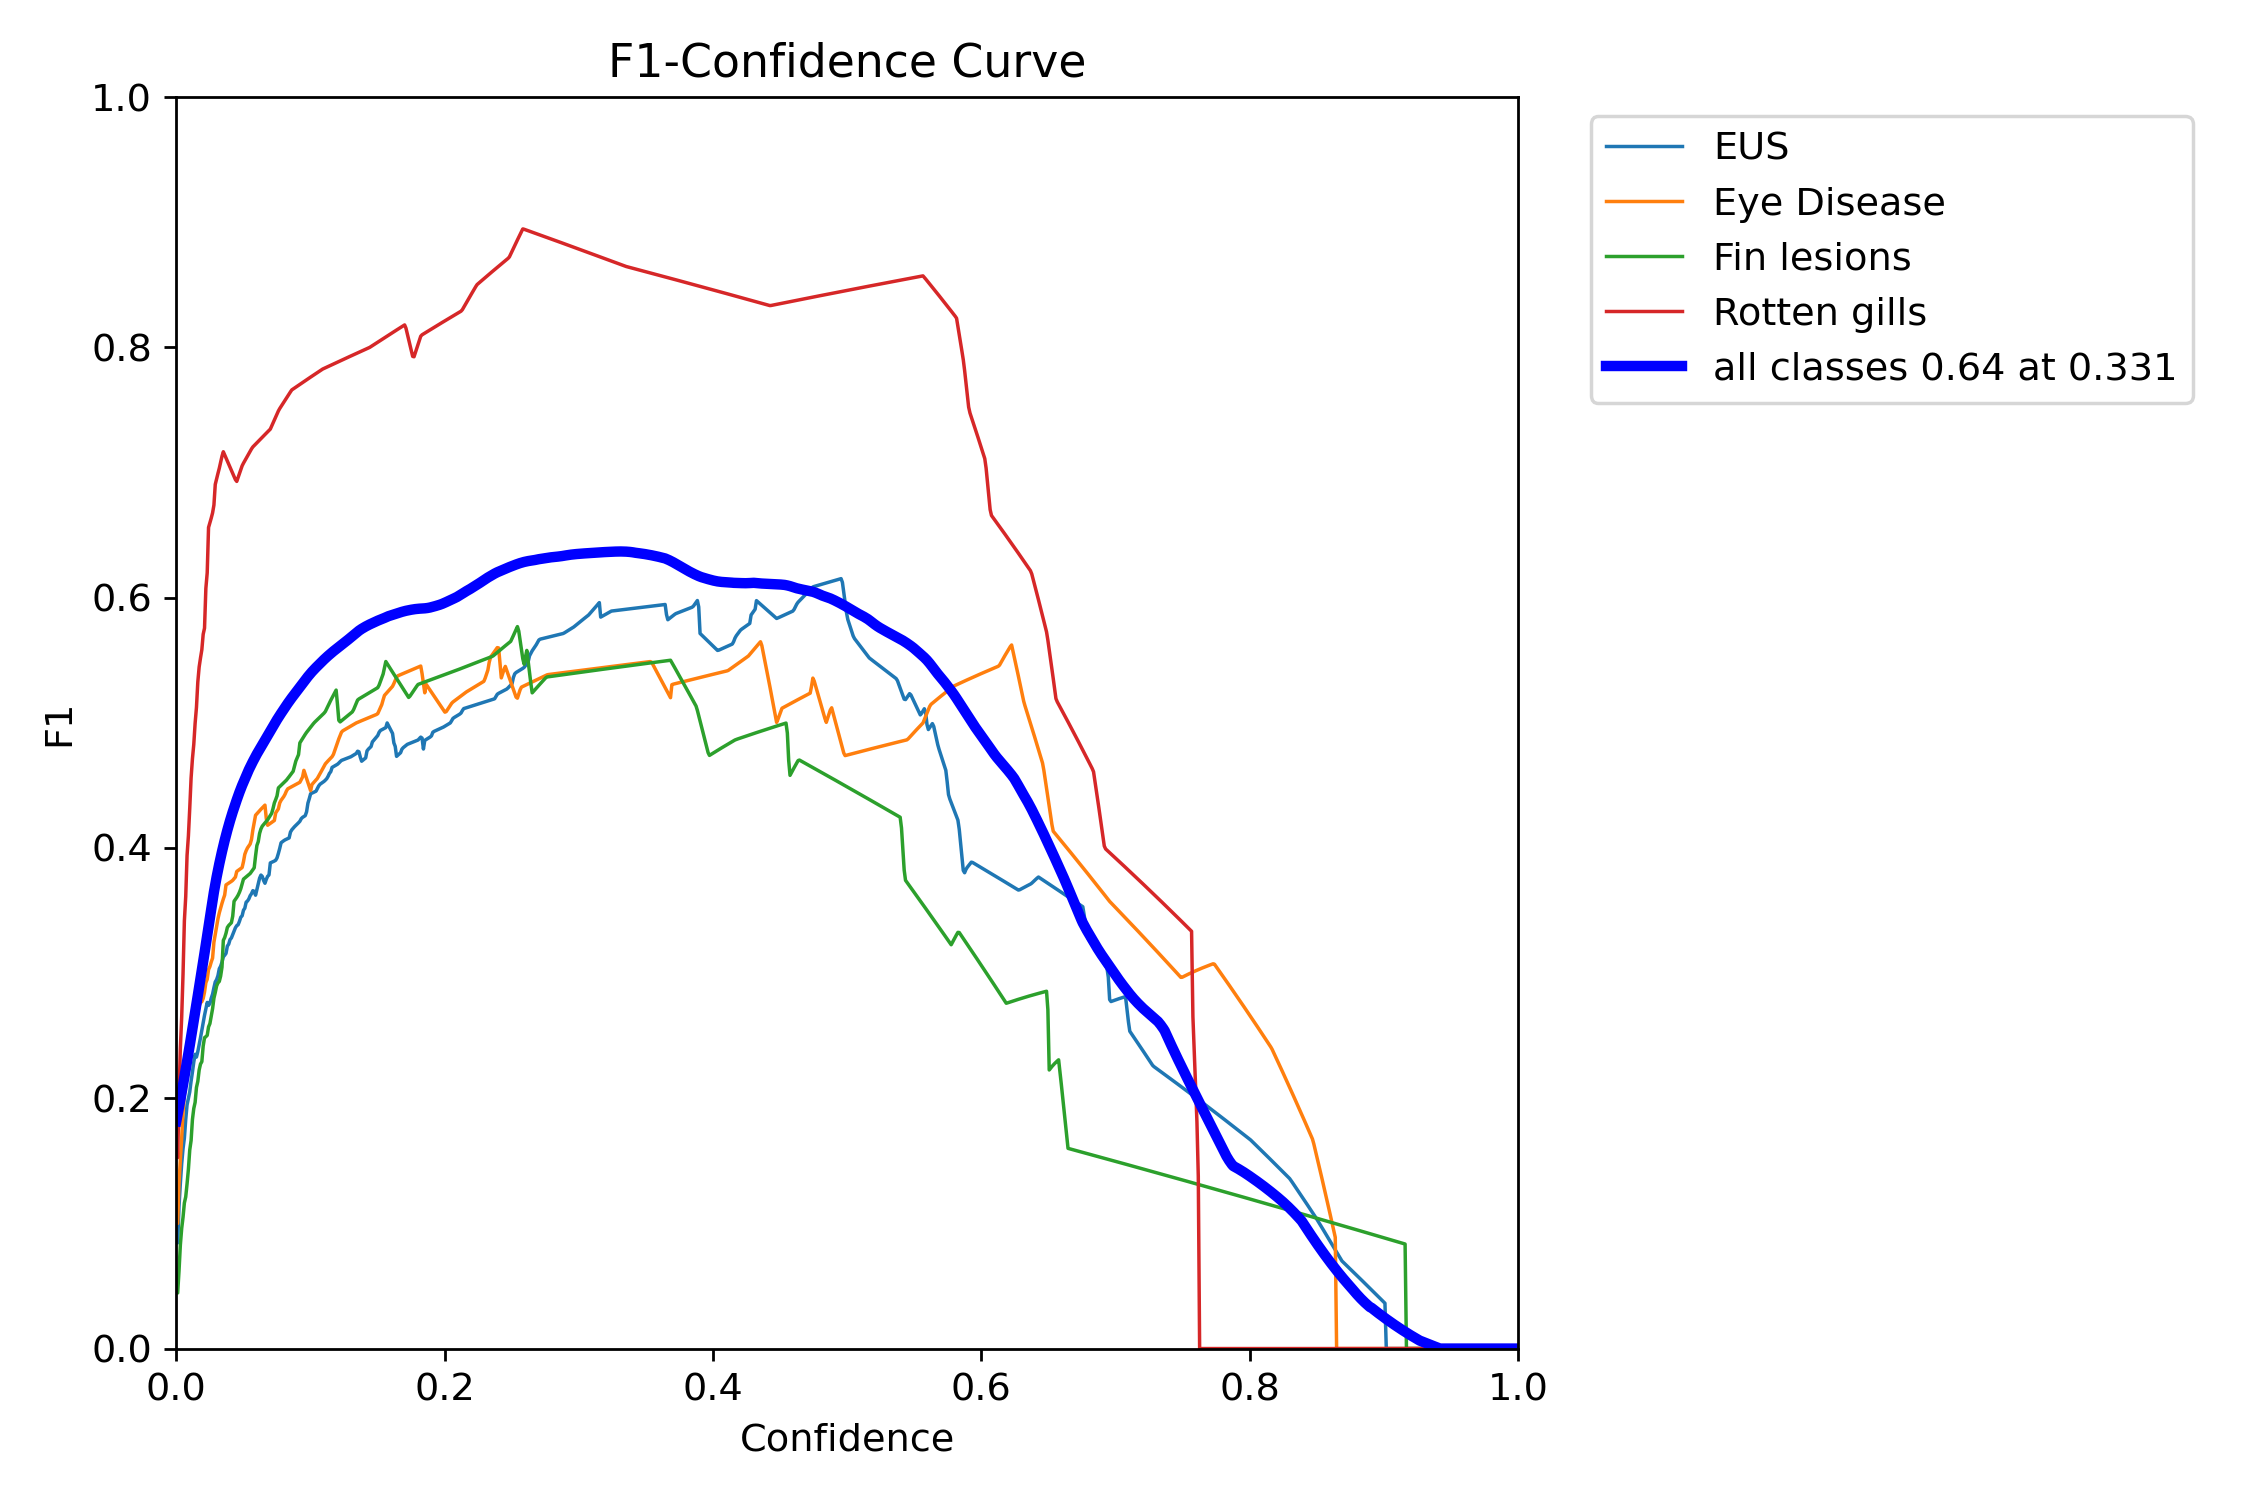 F1-Confidence Curve
1.0
0.8
0.6
0.4
0.2
0.0
F1
0.0 0.2 0.4 0.6 0.8 1.0
Confidence
EUS
Eye Disease
Fin lesions
Rotten gills
all classes 0.64 at 0.331